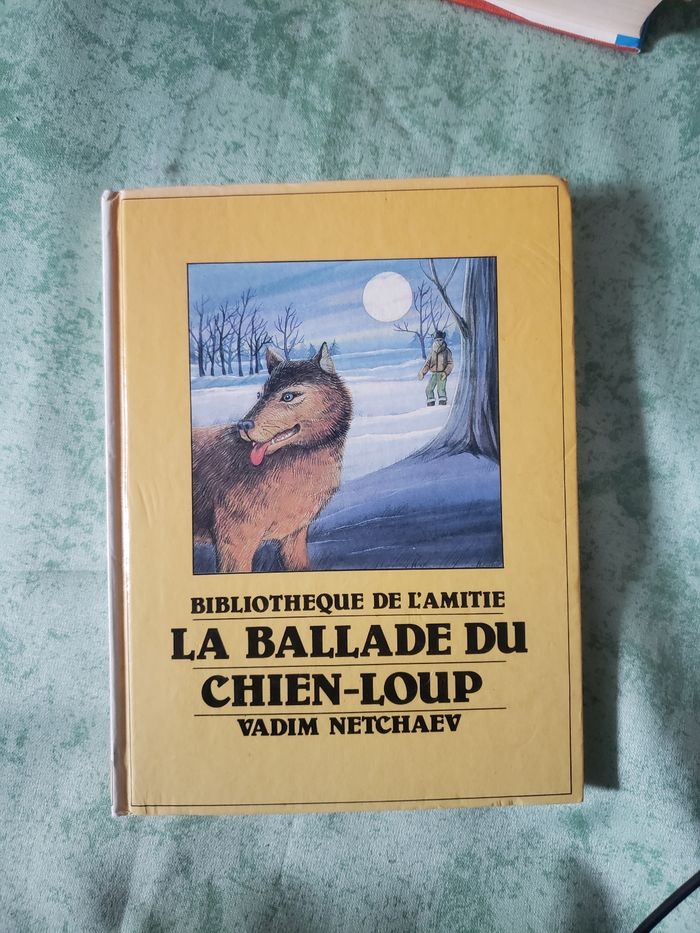 BIBLIOTHEQUE DE L'AMITIE
LA BALLADE DU
CHIEN-LOUP
VADIM NETCHAEV